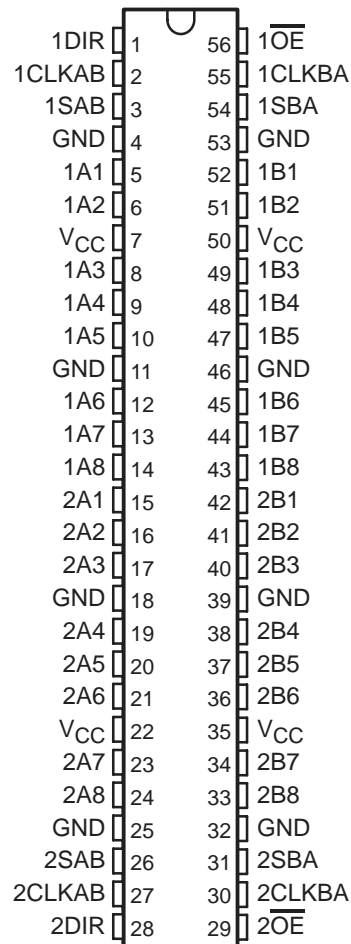 1DIR 1 56 1O̅E̅
1CLKAB 2 55 1CLKBA
1SAB 3 54 1SBA
GND 4 53 GND
1A1 5 52 1B1
1A2 6 51 1B2
VCC 7 50 VCC
1A3 8 49 1B3
1A4 9 48 1B4
1A5 10 47 1B5
GND 11 46 GND
1A6 12 45 1B6
1A7 13 44 1B7
1A8 14 43 1B8
2A1 15 42 2B1
2A2 16 41 2B2
2A3 17 40 2B3
GND 18 39 GND
2A4 19 38 2B4
2A5 20 37 2B5
2A6 21 36 2B6
VCC 22 35 VCC
2A7 23 34 2B7
2A8 24 33 2B8
GND 25 32 GND
2SAB 26 31 2SBA
2CLKAB 27 30 2CLKBA
2DIR 28 29 2O̅E̅